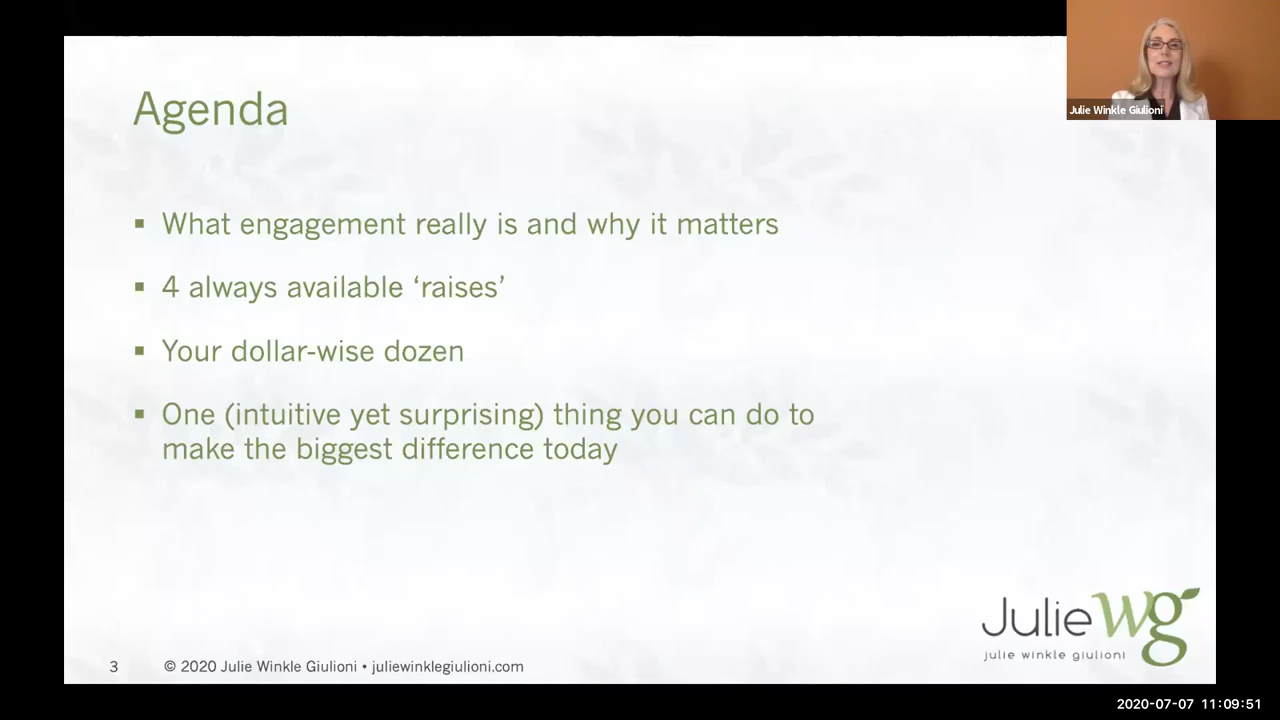 Agenda
Julie Winkle Giulioni
▪ What engagement really is and why it matters
▪ 4 always available ‘raises’
▪ Your dollar-wise dozen
▪ One (intuitive yet surprising) thing you can do to
make the biggest difference today
Julie wg
julie winkle giulioni
3 © 2020 Julie Winkle Giulioni • juliewinklegiulioni.com
2020-07-07 11:09:51